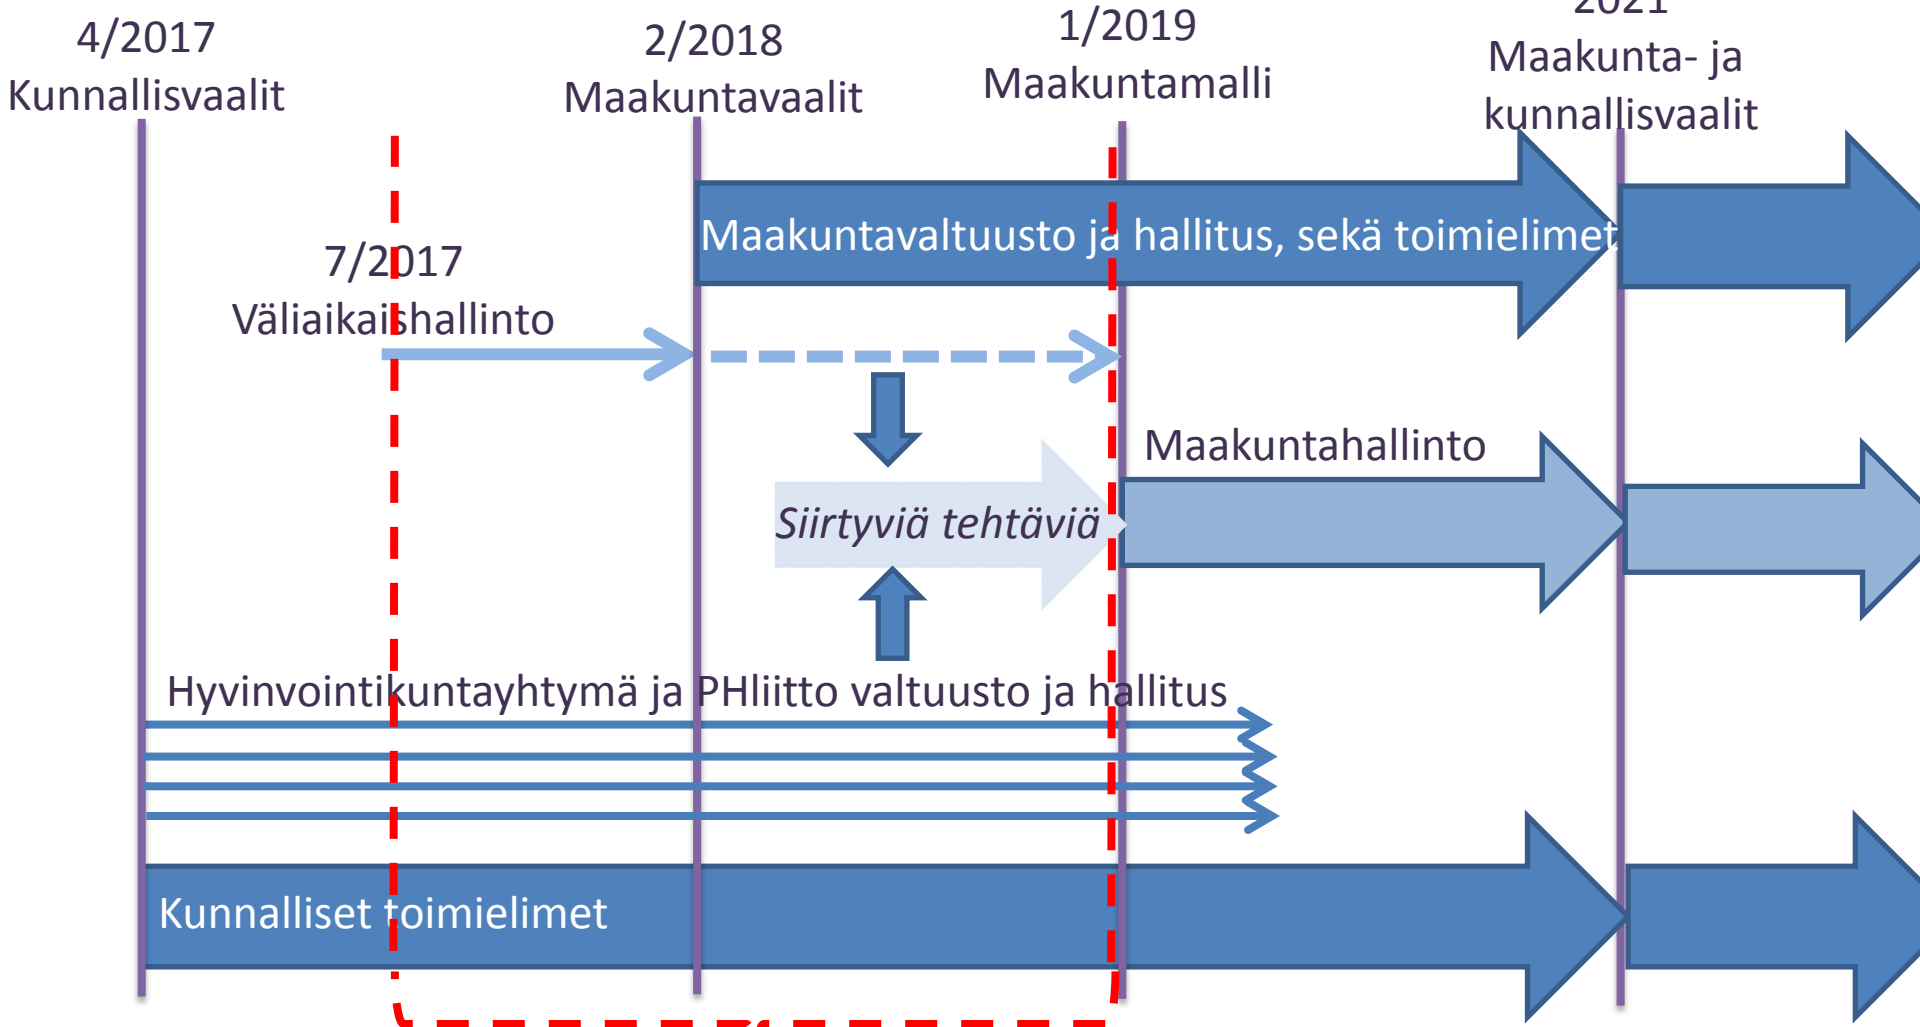 4/2017
Kunnallisvaalit
2/2018
Maakuntavaalit
1/2019
Maakuntamalli
2021
Maakunta- ja
kunnallisvaalit
Maakuntavaltuusto ja hallitus, sekä toimielimet
7/2017
Väliaikaishallinto
Maakuntahallinto
Siirtyviä tehtäviä
Hyvinvointikuntayhtymä ja PHliitto valtuusto ja hallitus
Kunnalliset toimielimet